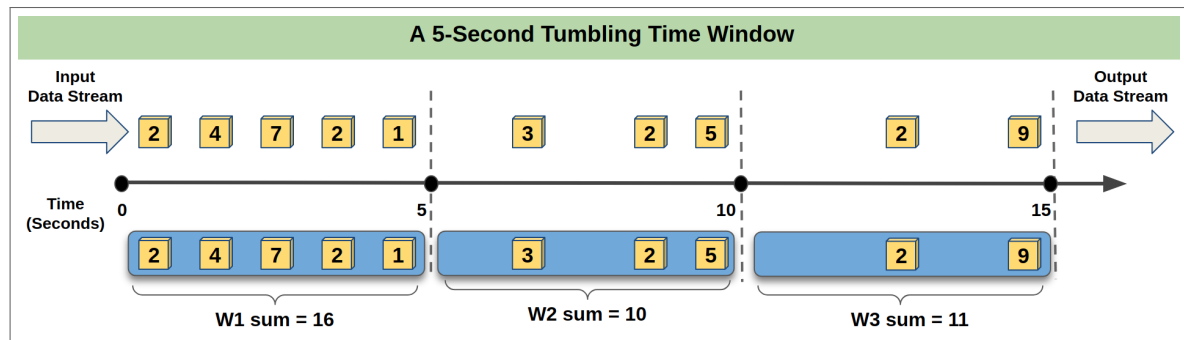 A 5-Second Tumbling Time Window
Input
Data Stream
Output
Data Stream
2 4 7 2 1 3 2 5 2 9
Time
(Seconds)
0 5 10 15
2 4 7 2 1 3 2 5 2 9
W1 sum = 16
W2 sum = 10
W3 sum = 11